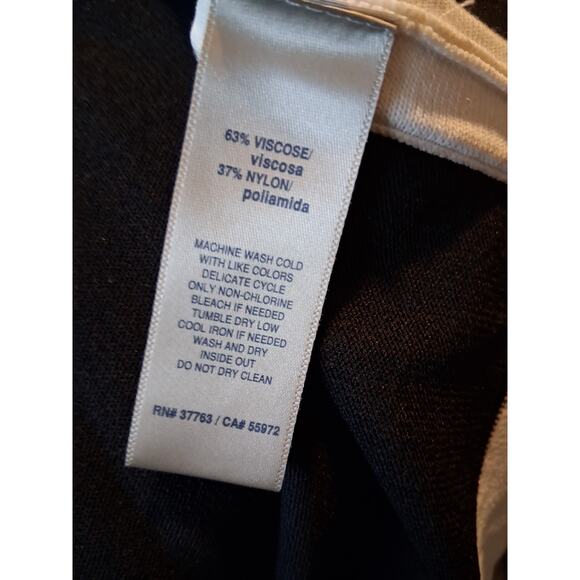 63% VISCOSE/
viscosa
37% NYLON/
poliamida
MACHINE WASH COLD
WITH LIKE COLORS
DELICATE CYCLE
ONLY NON-CHLORINE
BLEACH IF NEEDED
TUMBLE DRY LOW
COOL IRON IF NEEDED
WASH AND DRY
INSIDE OUT
DO NOT DRY CLEAN
RN# 37763 / CA# 55972